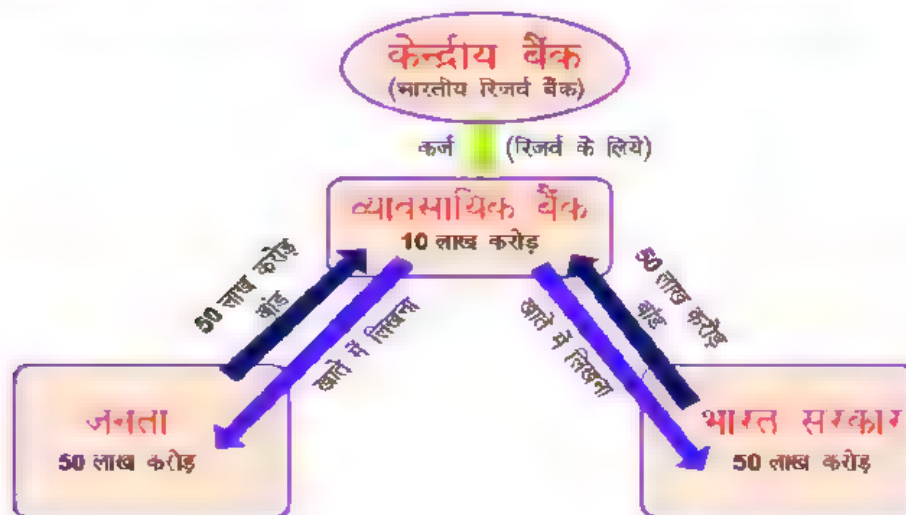 केन्द्रीय बैंक
(भारतीय रिजर्व बैंक)
कर्ज (रिजर्व के लिये)
व्यावसायिक बैंक
10 लाख करोड़
50 लाख करोड़
बांड
खाते में लिखना
50 लाख करोड़
बांड
खाते में लिखना
जनता
50 लाख करोड़
भारत सरकार
50 लाख करोड़